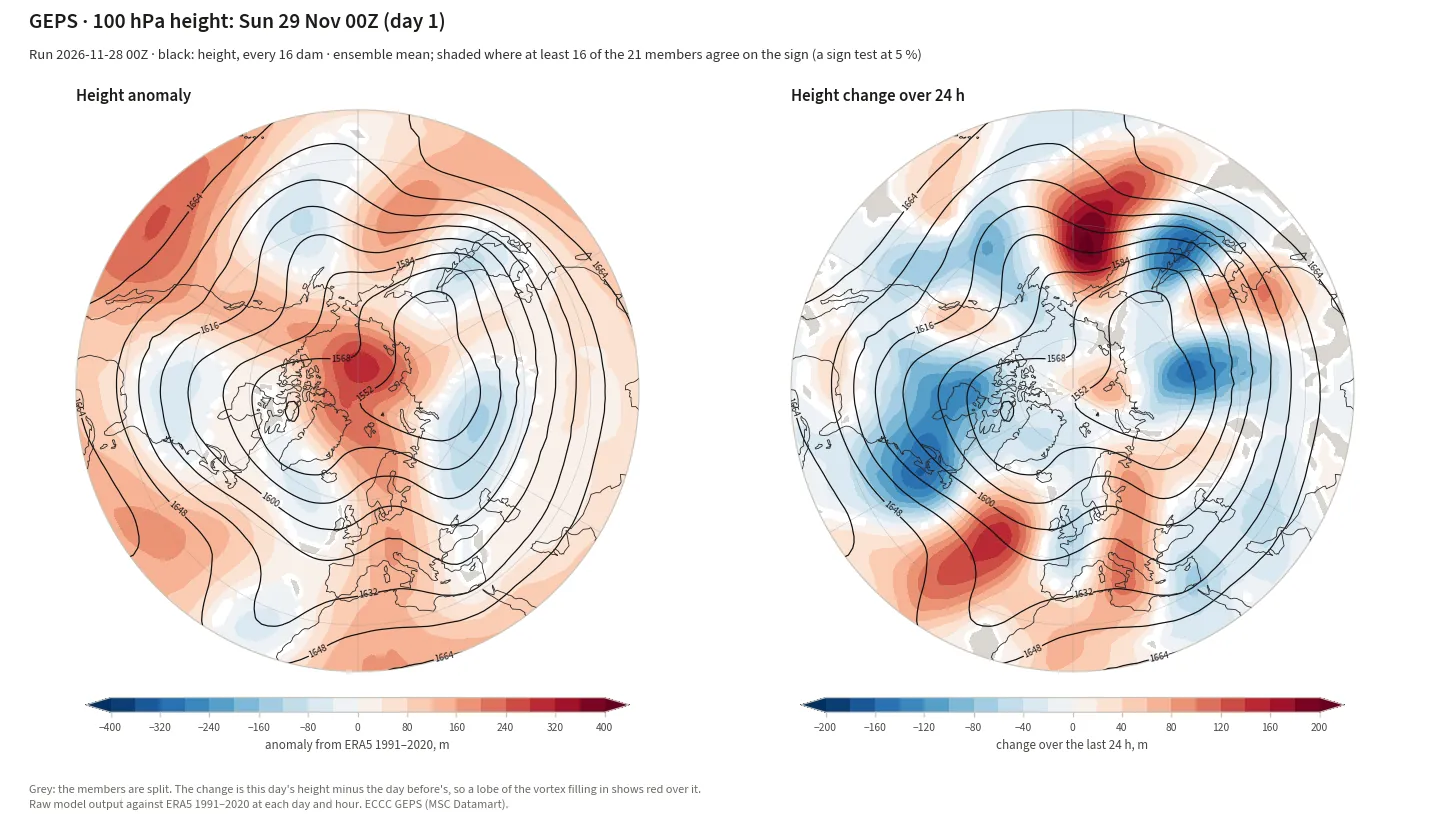 GEPS · 100 hPa height: Sun 29 Nov 00Z (day 1)
Run 2026-11-28 00Z · black: height, every 16 dam · ensemble mean; shaded where at least 16 of the 21 members agree on the sign (a sign test at 5 %)
Height anomaly
Height change over 24 h
1664
1584
1664
1616
1568
1552
1664
1600
1648
1632
1648
1664
1664
1584
1664
1616
1568
1552
1664
1600
1648
1632
1648
1664
−400 −320 −240 −160 −80 0 80 160 240 320 400
anomaly from ERA5 1991–2020, m
−200 −160 −120 −80 −40 0 40 80 120 160 200
change over the last 24 h, m
Grey: the members are split. The change is this day's height minus the day before's, so a lobe of the vortex filling in shows red over it.
Raw model output against ERA5 1991–2020 at each day and hour. ECCC GEPS (MSC Datamart).